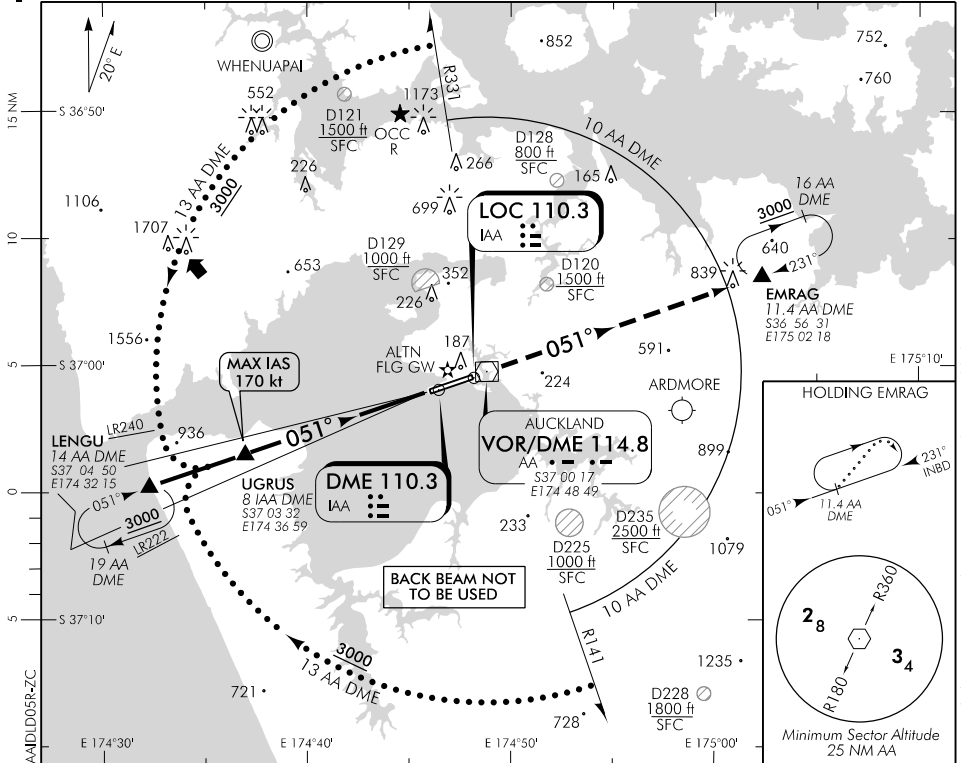 20° E
WHENUAPAI
552
852
752
760
15 NM
S 36°50'
D121
1500 ft
SFC
OCC
R
1173
R331
10 AA DME
D128
800 ft
SFC
13 AA DME
3000
226
266
165
1106
699
LOC 110.3
IAA
16 AA
DME
3000
640
231°
10
1707
653
D129
1000 ft
SFC
352
226
D120
1500 ft
SFC
839
EMRAG
11.4 AA DME
S36 56 31
E175 02 18
1556
5
S 37°00'
MAX IAS
170 kt
ALTN
FLG GW
187
051°
591
224
E 175°10'
ARDMORE
HOLDING EMRAG
LENGU
14 AA DME
S37 04 50
E174 32 15
LR240
936
051°
AUCKLAND
VOR/DME 114.8
AA
S37 00 17
E174 48 49
899
231°
INBD
051°
11.4 AA
DME
0
051°
3000
LR222
19 AA
DME
UGRUS
8 IAA DME
S37 03 32
E174 36 59
DME 110.3
IAA
233
D225
1000 ft
SFC
D235
2500 ft
SFC
1079
BACK BEAM NOT
TO BE USED
10 AA DME
5
S 37°10'
R141
3000
13 AA DME
721
728
1235
D228
1800 ft
SFC
R360
2 8
3 4
R180
Minimum Sector Altitude
25 NM AA
AAIDLD05R-ZC
E 174°30'
E 174°40'
E 174°50'
E 175°00'